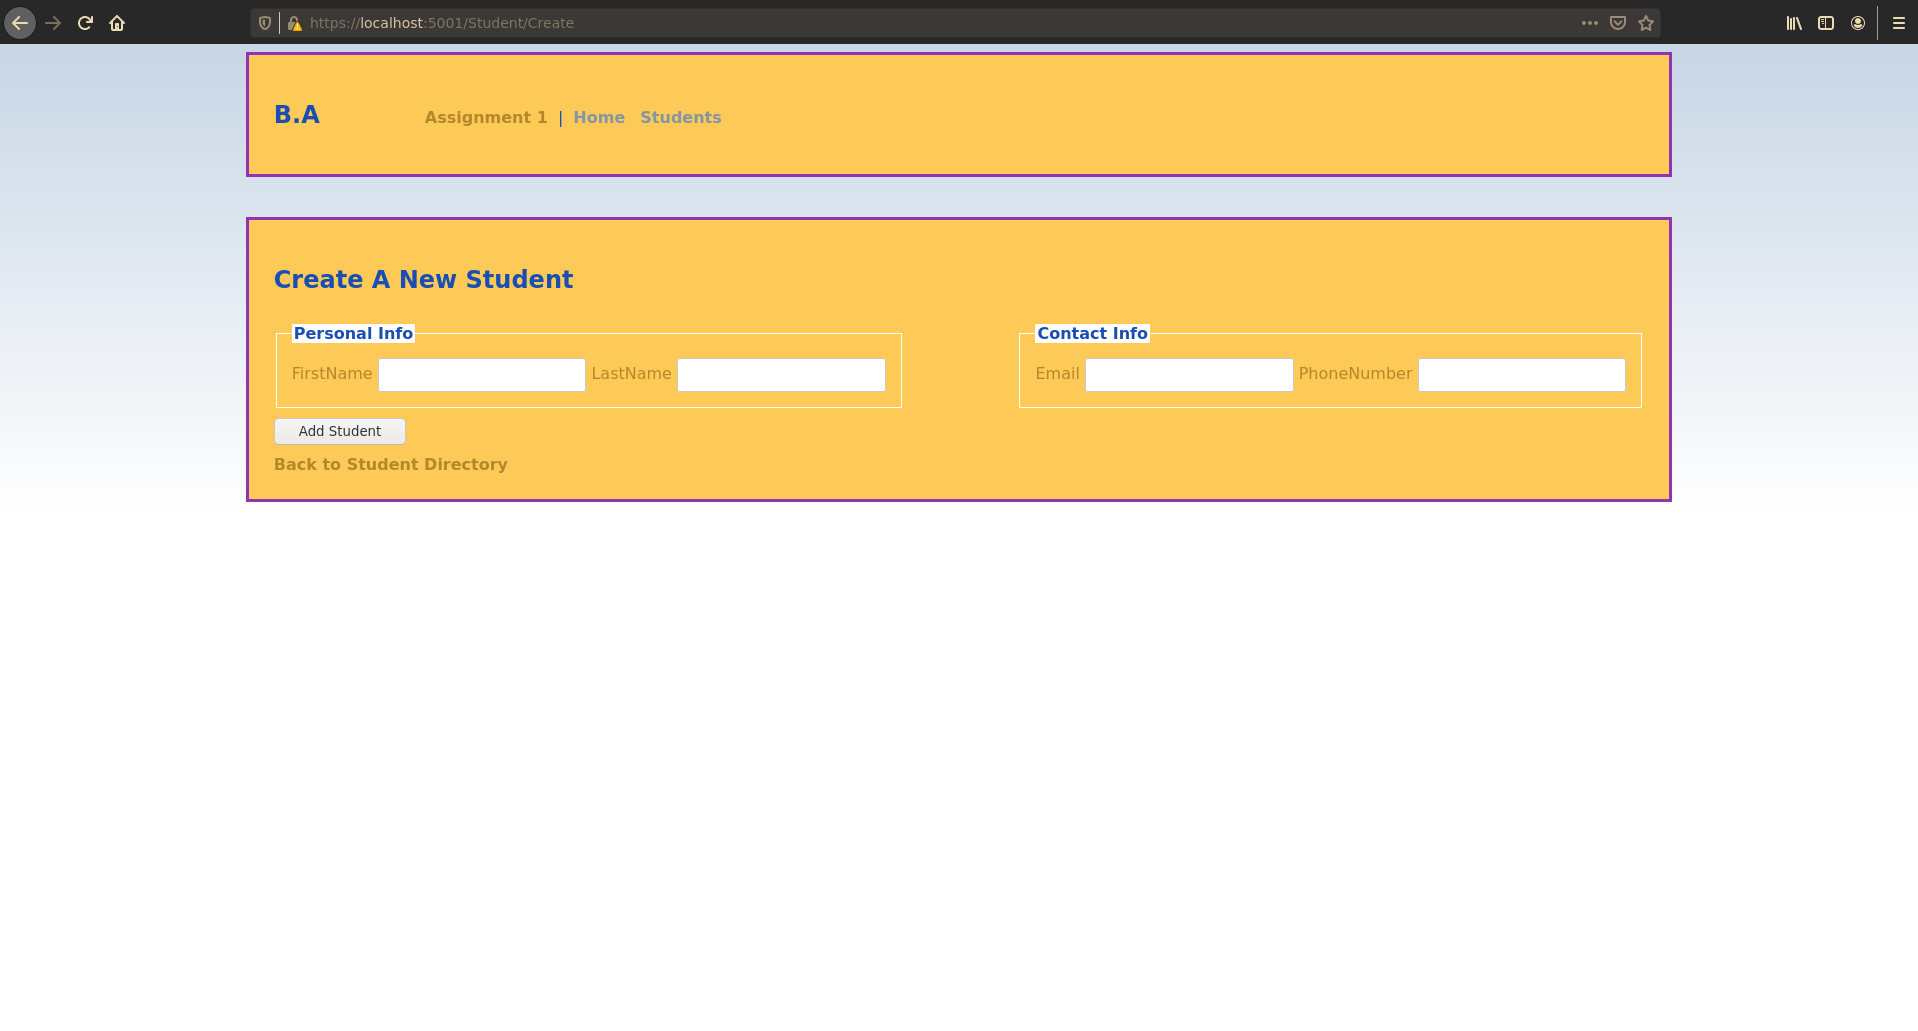 https://localhost:5001/Student/Create
B.A Assignment 1 | Home Students
Create A New Student
Personal Info Contact Info
FirstName LastName Email PhoneNumber
Add Student
Back to Student Directory